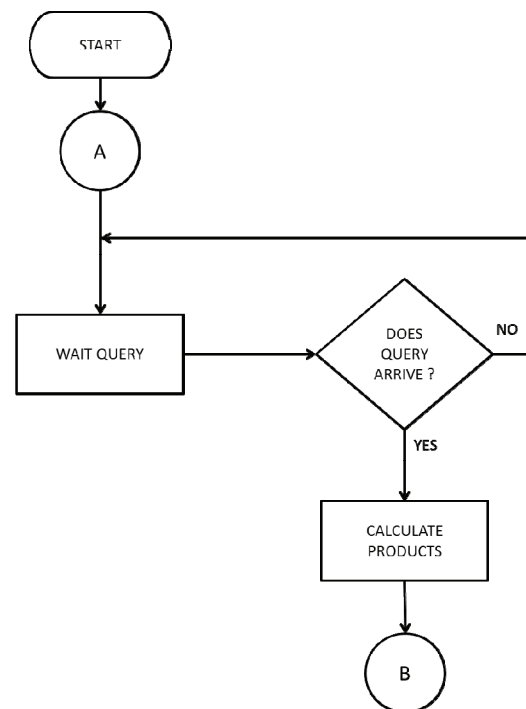 START
A
WAIT QUERY
DOES
QUERY
ARRIVE ?
NO
YES
CALCULATE
PRODUCTS
B